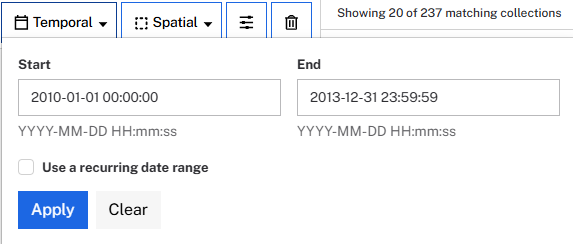 Temporal Spatial Showing 20 of 237 matching collections
Start End
2010-01-01 00:00:00 2013-12-31 23:59:59
YYYY-MM-DD HH:mm:ss YYYY-MM-DD HH:mm:ss
Use a recurring date range
Apply Clear